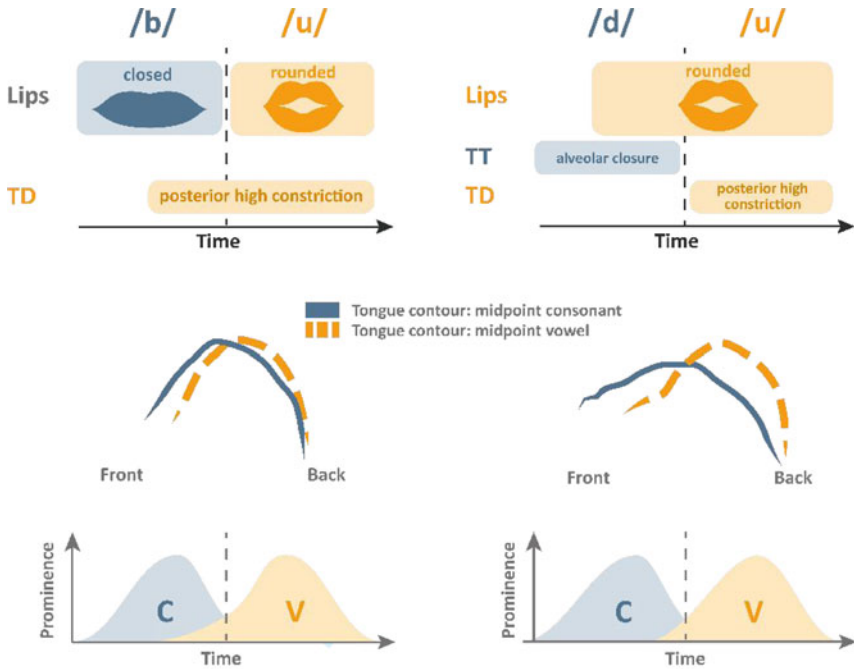 /b/ /u/
closed rounded
Lips
TD posterior high constriction
Time
/d/ /u/
rounded
Lips
TT alveolar closure
TD posterior high
constriction
Time
Tongue contour: midpoint consonant
Tongue contour: midpoint vowel
Front Back
Front Back
Prominence
C V
Time
Prominence
C V
Time